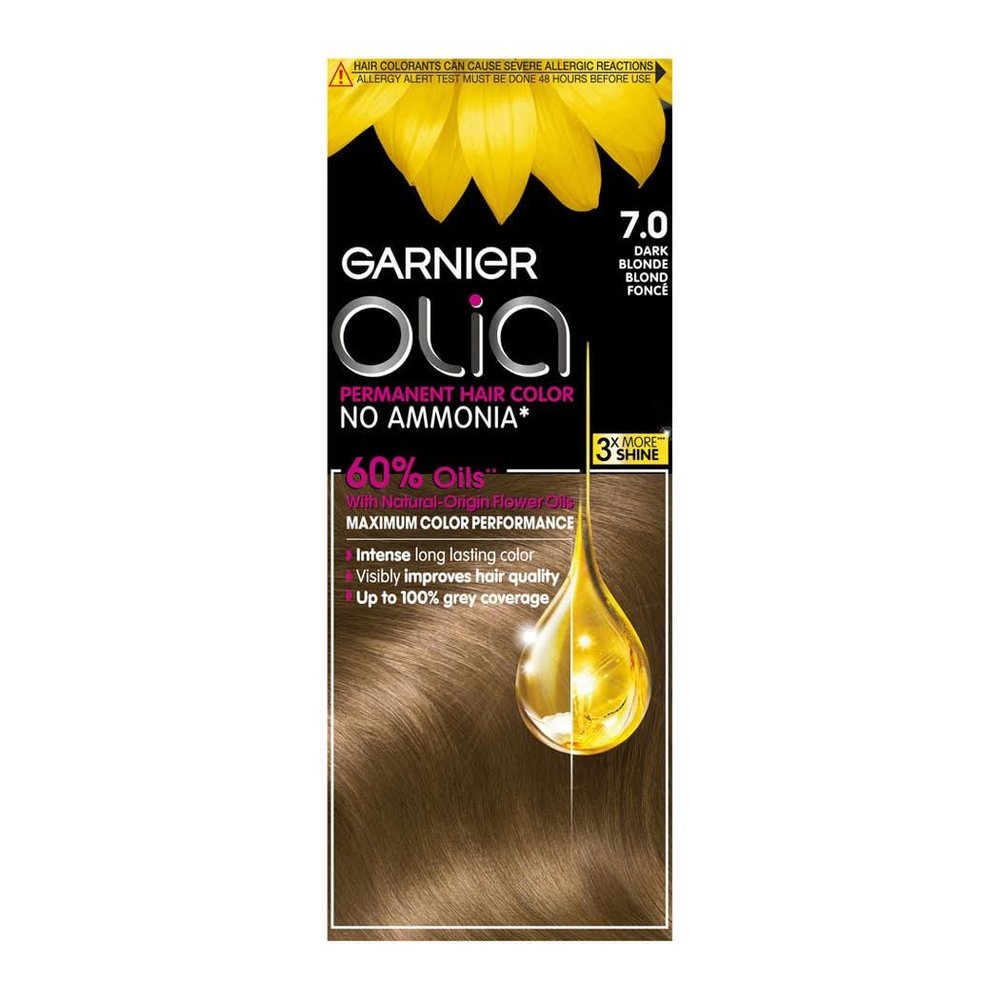 HAIR COLORANTS CAN CAUSE SEVERE ALLERGIC REACTIONS
ALLERGY ALERT TEST MUST BE DONE 48 HOURS BEFORE USE
7.0
DARK
BLONDE
BLOND
FONCÉ
GARNIER
OLIA
PERMANENT HAIR COLOR
NO AMMONIA*
3X MORE***
SHINE
60% Oils**
With Natural-Origin Flower Oils
MAXIMUM COLOR PERFORMANCE
Intense long lasting color
Visibly improves hair quality
Up to 100% grey coverage